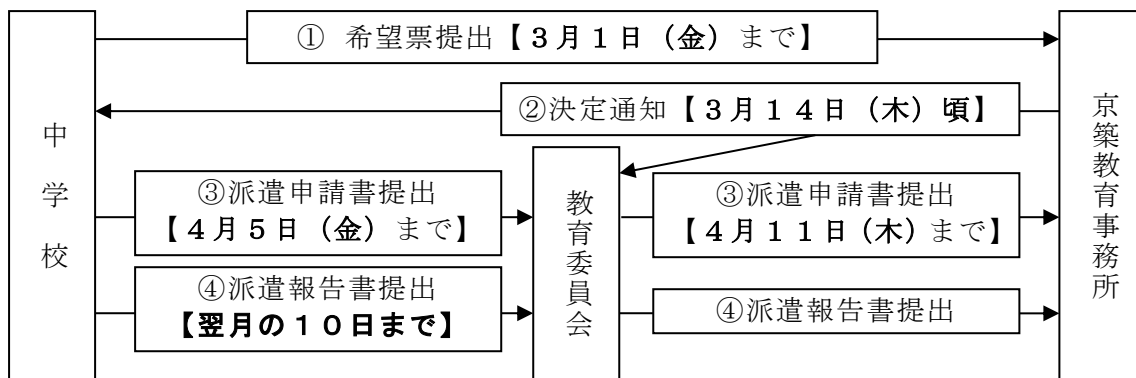 ① 希望票提出【３月１日（金）まで】
②決定通知【３月１４日（木）頃】
中学校
京築教育事務所
教育委員会
③派遣申請書提出
【４月５日（金）まで】
③派遣申請書提出
【４月１１日（木）まで】
④派遣報告書提出
【翌月の１０日まで】
④派遣報告書提出